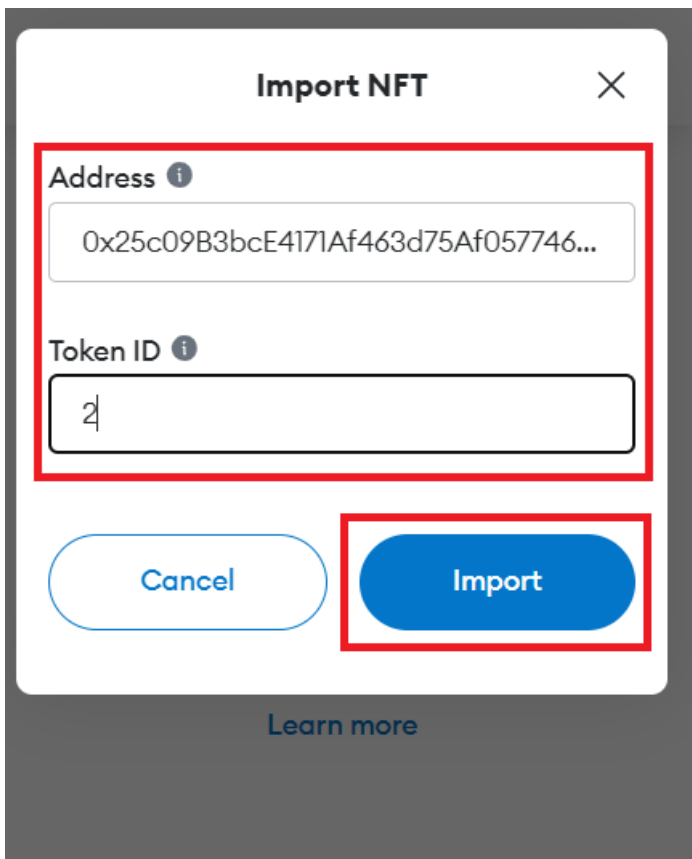 Import NFT
Address
0x25c09B3bcE4171Af463d75Af057746...
Token ID
2
Cancel
Import
Learn more